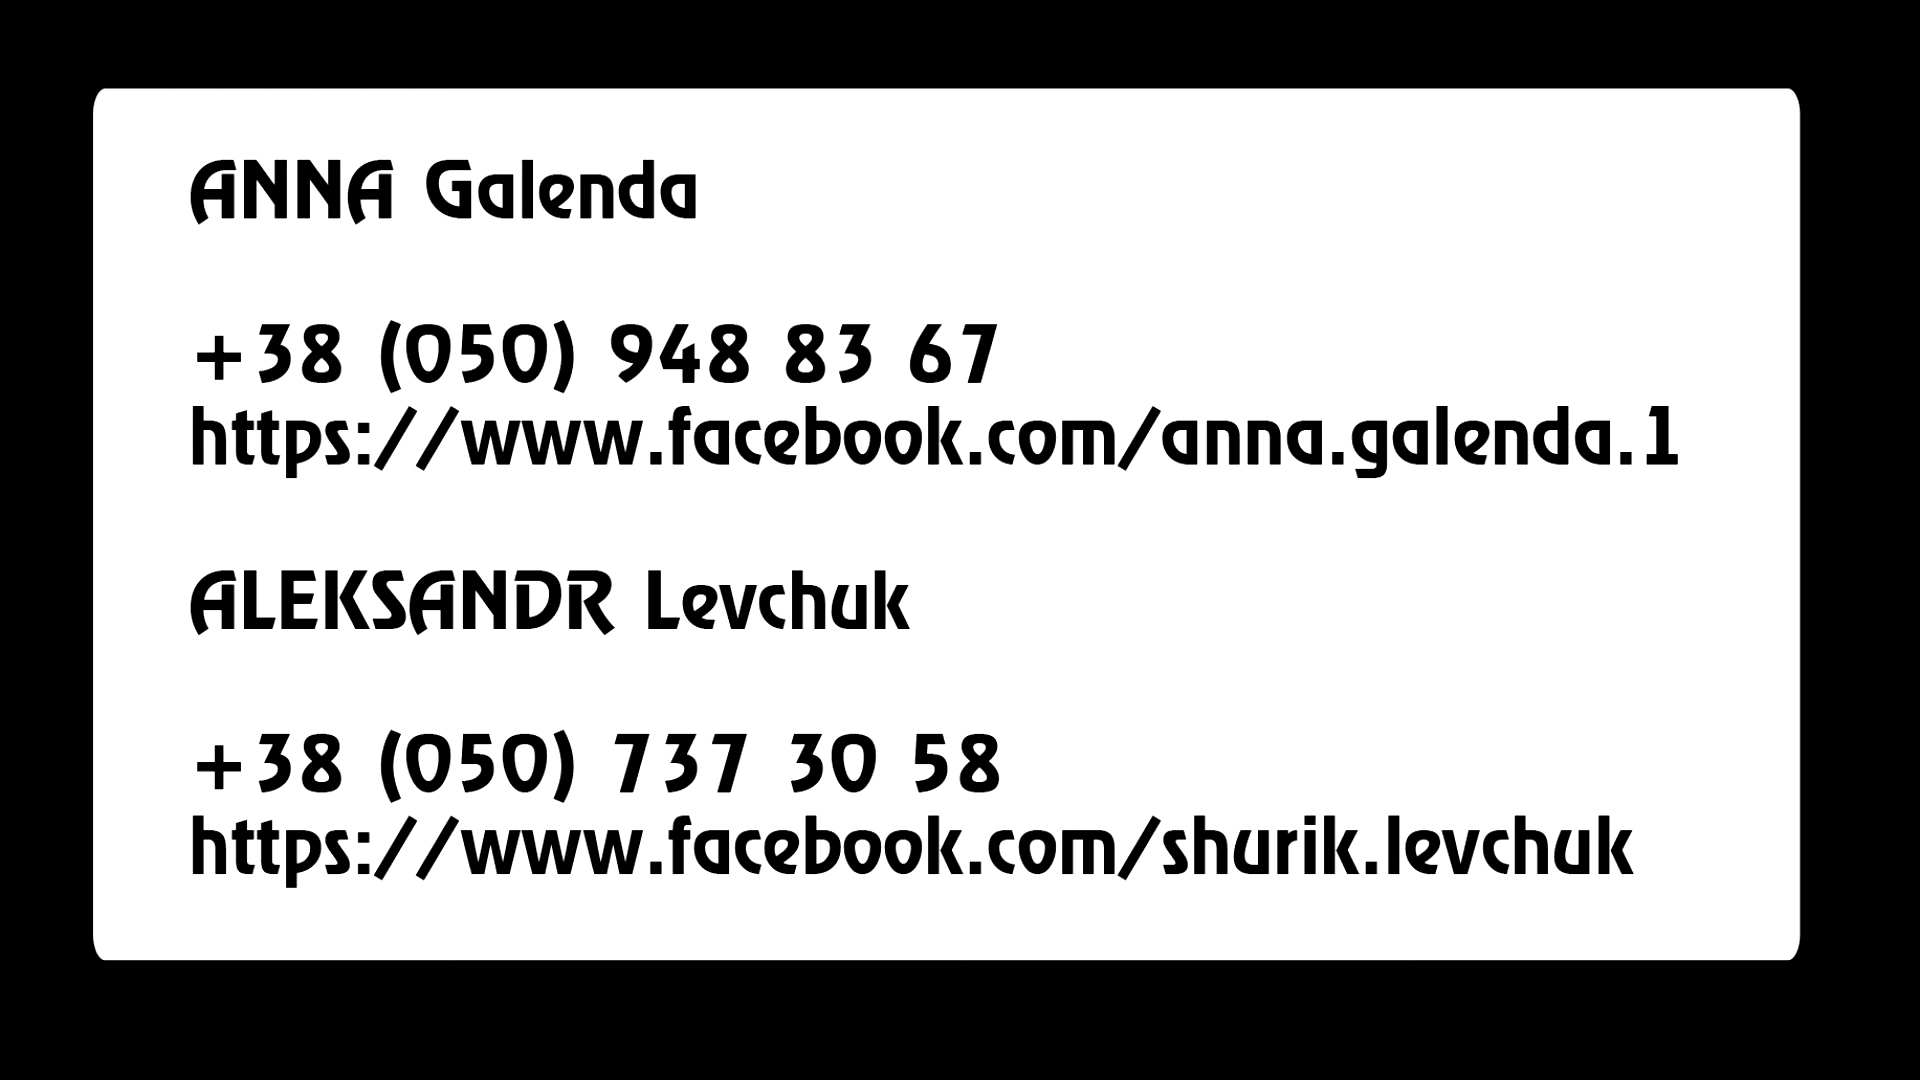 ANNA Galenda
+38 (050) 948 83 67
https://www.facebook.com/anna.galenda.1
ALEKSANDR Levchuk
+38 (050) 737 30 58
https://www.facebook.com/shurik.levchuk